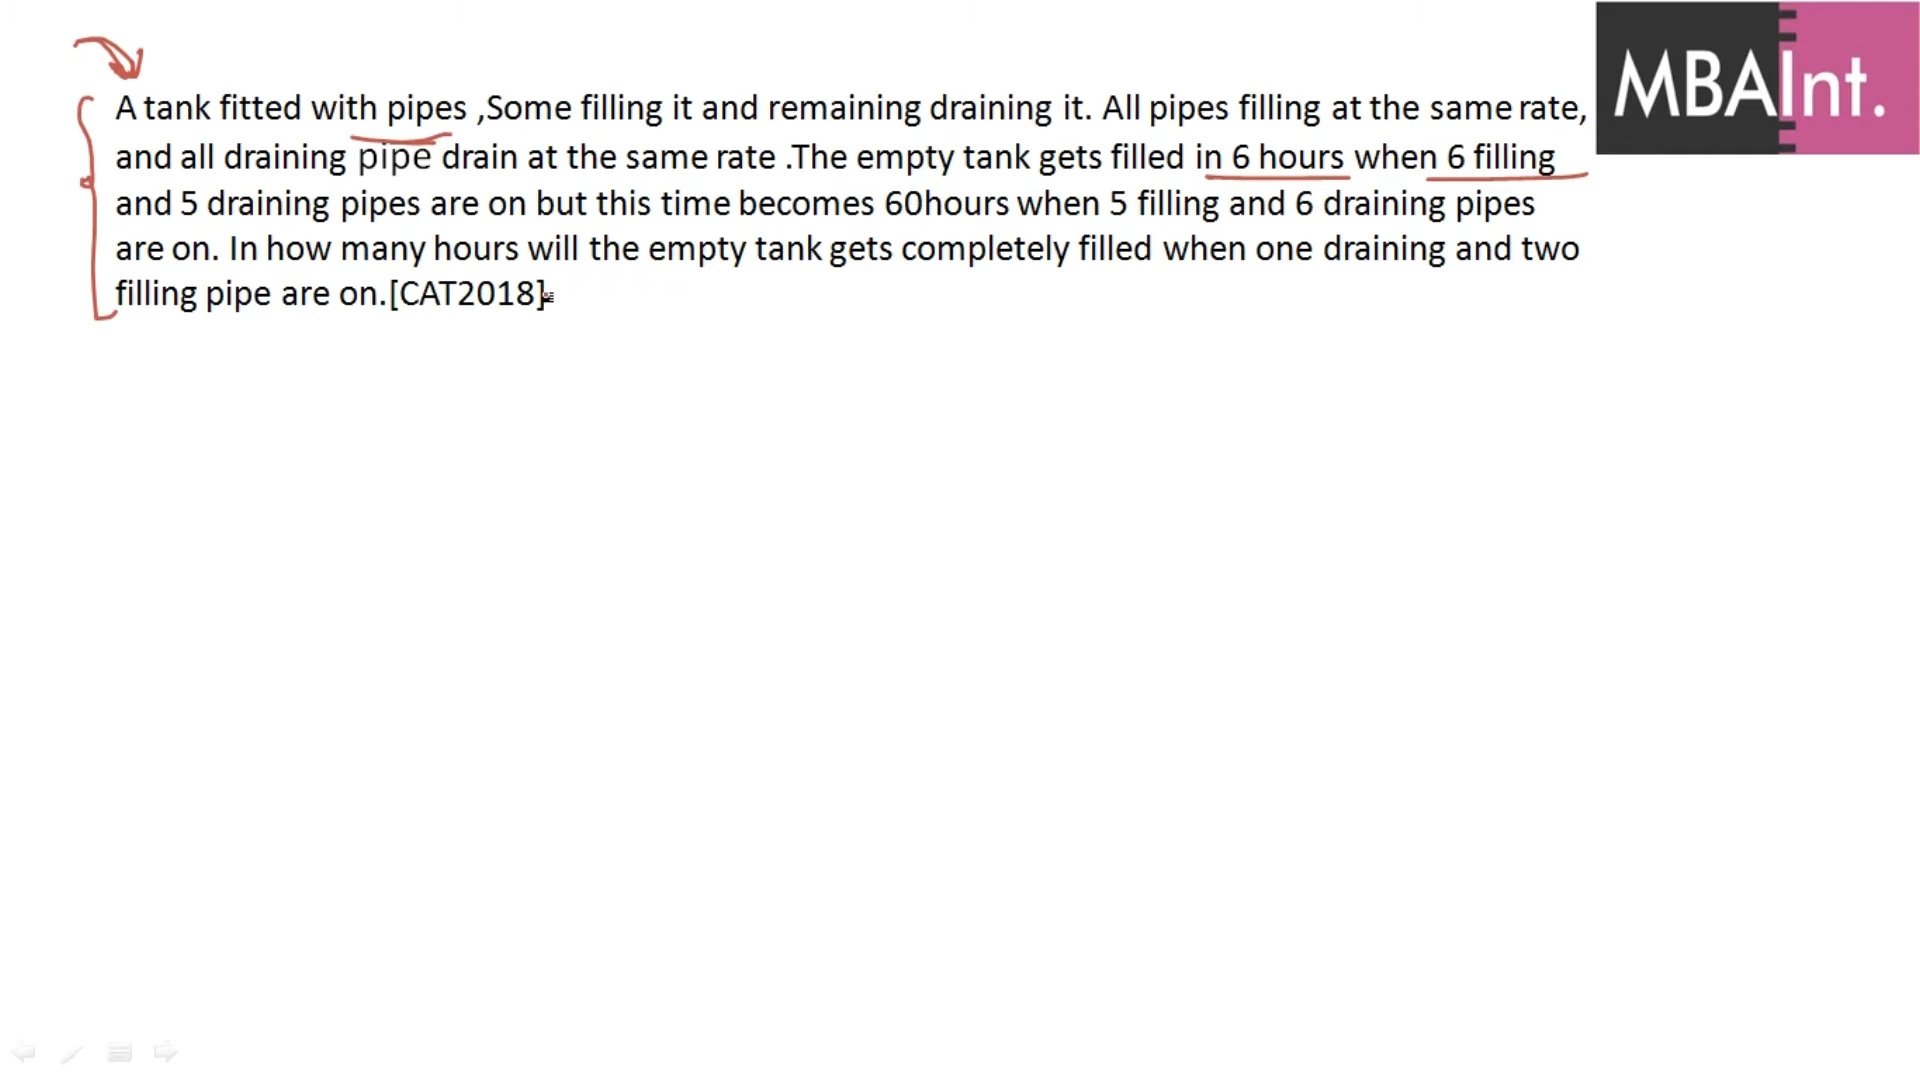 MBAInt.
A tank fitted with pipes ,Some filling it and remaining draining it. All pipes filling at the same rate,
and all draining pipe drain at the same rate .The empty tank gets filled in 6 hours when 6 filling
and 5 draining pipes are on but this time becomes 60hours when 5 filling and 6 draining pipes
are on. In how many hours will the empty tank gets completely filled when one draining and two
filling pipe are on.[CAT2018]